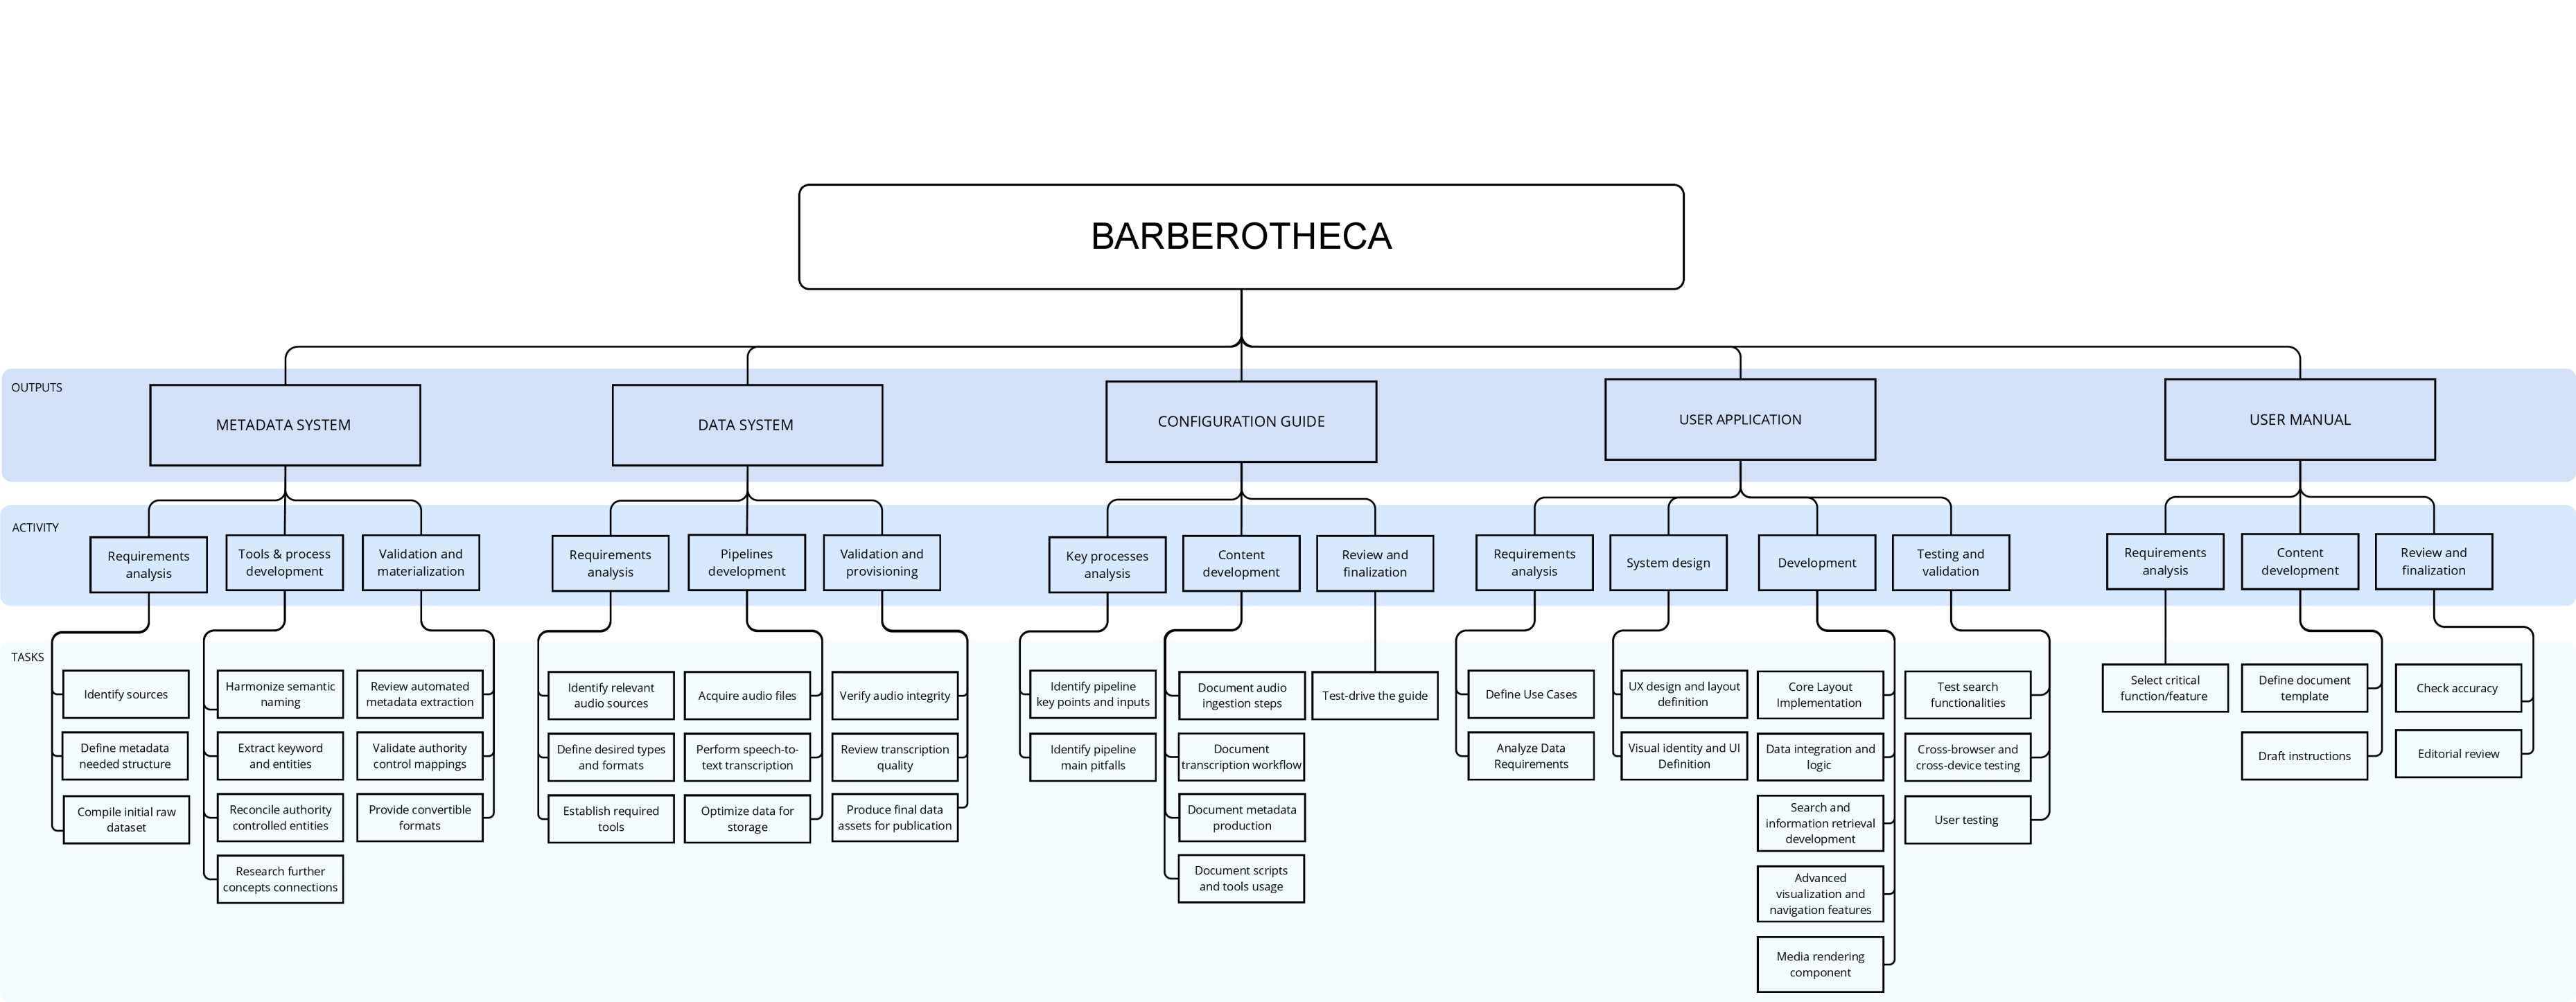 BARBEROTHECA
OUTPUTS
METADATA SYSTEM
DATA SYSTEM
CONFIGURATION GUIDE
USER APPLICATION
USER MANUAL
ACTIVITY
Requirements
analysis
Tools & process
development
Validation and
materialization
Requirements
analysis
Pipelines
development
Validation and
provisioning
Key processes
analysis
Content
development
Review and
finalization
Requirements
analysis
System design
Development
Testing and
validation
Requirements
analysis
Content
development
Review and
finalization
TASKS
Identify sources
Define metadata
needed structure
Compile initial raw
dataset
Harmonize semantic
naming
Extract keyword
and entities
Reconcile authority
controlled entities
Research further
concepts connections
Review automated
metadata extraction
Validate authority
control mappings
Provide convertible
formats
Identify relevant
audio sources
Define desired types
and formats
Establish required
tools
Acquire audio files
Perform speech-to-
text transcription
Optimize data for
storage
Verify audio integrity
Review transcription
quality
Produce final data
assets for publication
Identify pipeline
key points and inputs
Identify pipeline
main pitfalls
Document audio
ingestion steps
Document
transcription workflow
Document metadata
production
Document scripts
and tools usage
Test-drive the guide
Define Use Cases
Analyze Data
Requirements
UX design and layout
definition
Visual identity and UI
Definition
Core Layout
Implementation
Data integration and
logic
Search and
information retrieval
development
Advanced
visualization and
navigation features
Media rendering
component
Test search
functionalities
Cross-browser and
cross-device testing
User testing
Select critical
function/feature
Define document
template
Draft instructions
Check accuracy
Editorial review